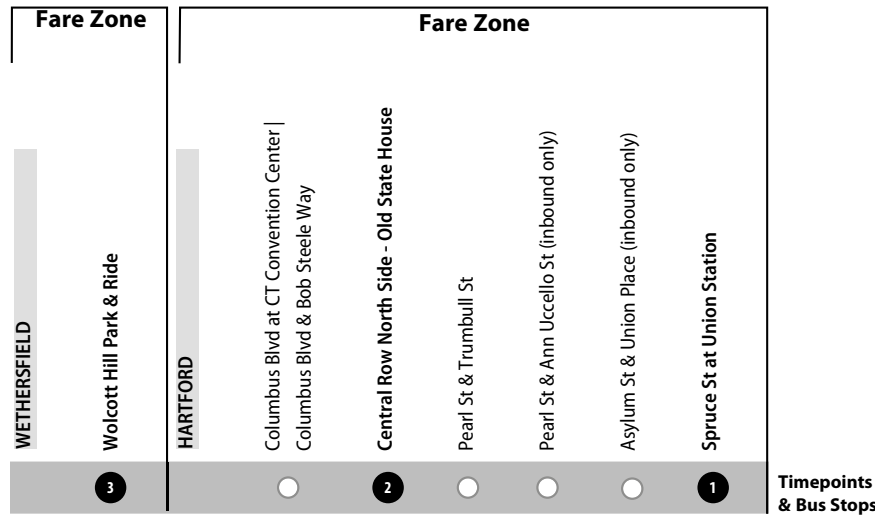 Fare Zone
Fare Zone
WETHERSFIELD
Wolcott Hill Park & Ride
HARTFORD
Columbus Blvd at CT Convention Center |
Columbus Blvd & Bob Steele Way
Central Row North Side - Old State House
Pearl St & Trumbull St
Pearl St & Ann Uccello St (inbound only)
Asylum St & Union Place (inbound only)
Spruce St at Union Station
3
2
1
Timepoints
& Bus Stops